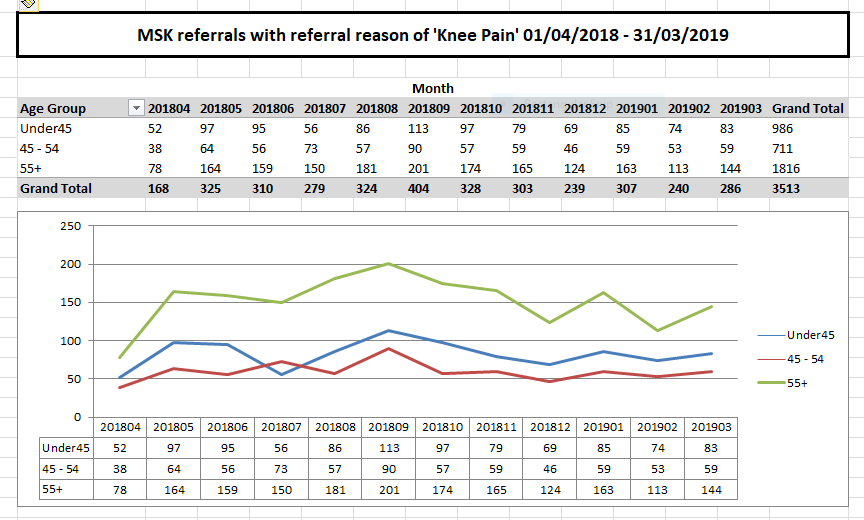 MSK referrals with referral reason of 'Knee Pain' 01/04/2018 - 31/03/2019
Month
Age Group 201804 201805 201806 201807 201808 201809 201810 201811 201812 201901 201902 201903 Grand Total
Under45 52 97 95 56 86 113 97 79 69 85 74 83 986
45 - 54 38 64 56 73 57 90 57 59 46 59 53 59 711
55+ 78 164 159 150 181 201 174 165 124 163 113 144 1816
Grand Total 168 325 310 279 324 404 328 303 239 307 240 286 3513
250
200
150
100
50
0
Under45
45 - 54
55+
201804 201805 201806 201807 201808 201809 201810 201811 201812 201901 201902 201903
Under45 52 97 95 56 86 113 97 79 69 85 74 83
45 - 54 38 64 56 73 57 90 57 59 46 59 53 59
55+ 78 164 159 150 181 201 174 165 124 163 113 144